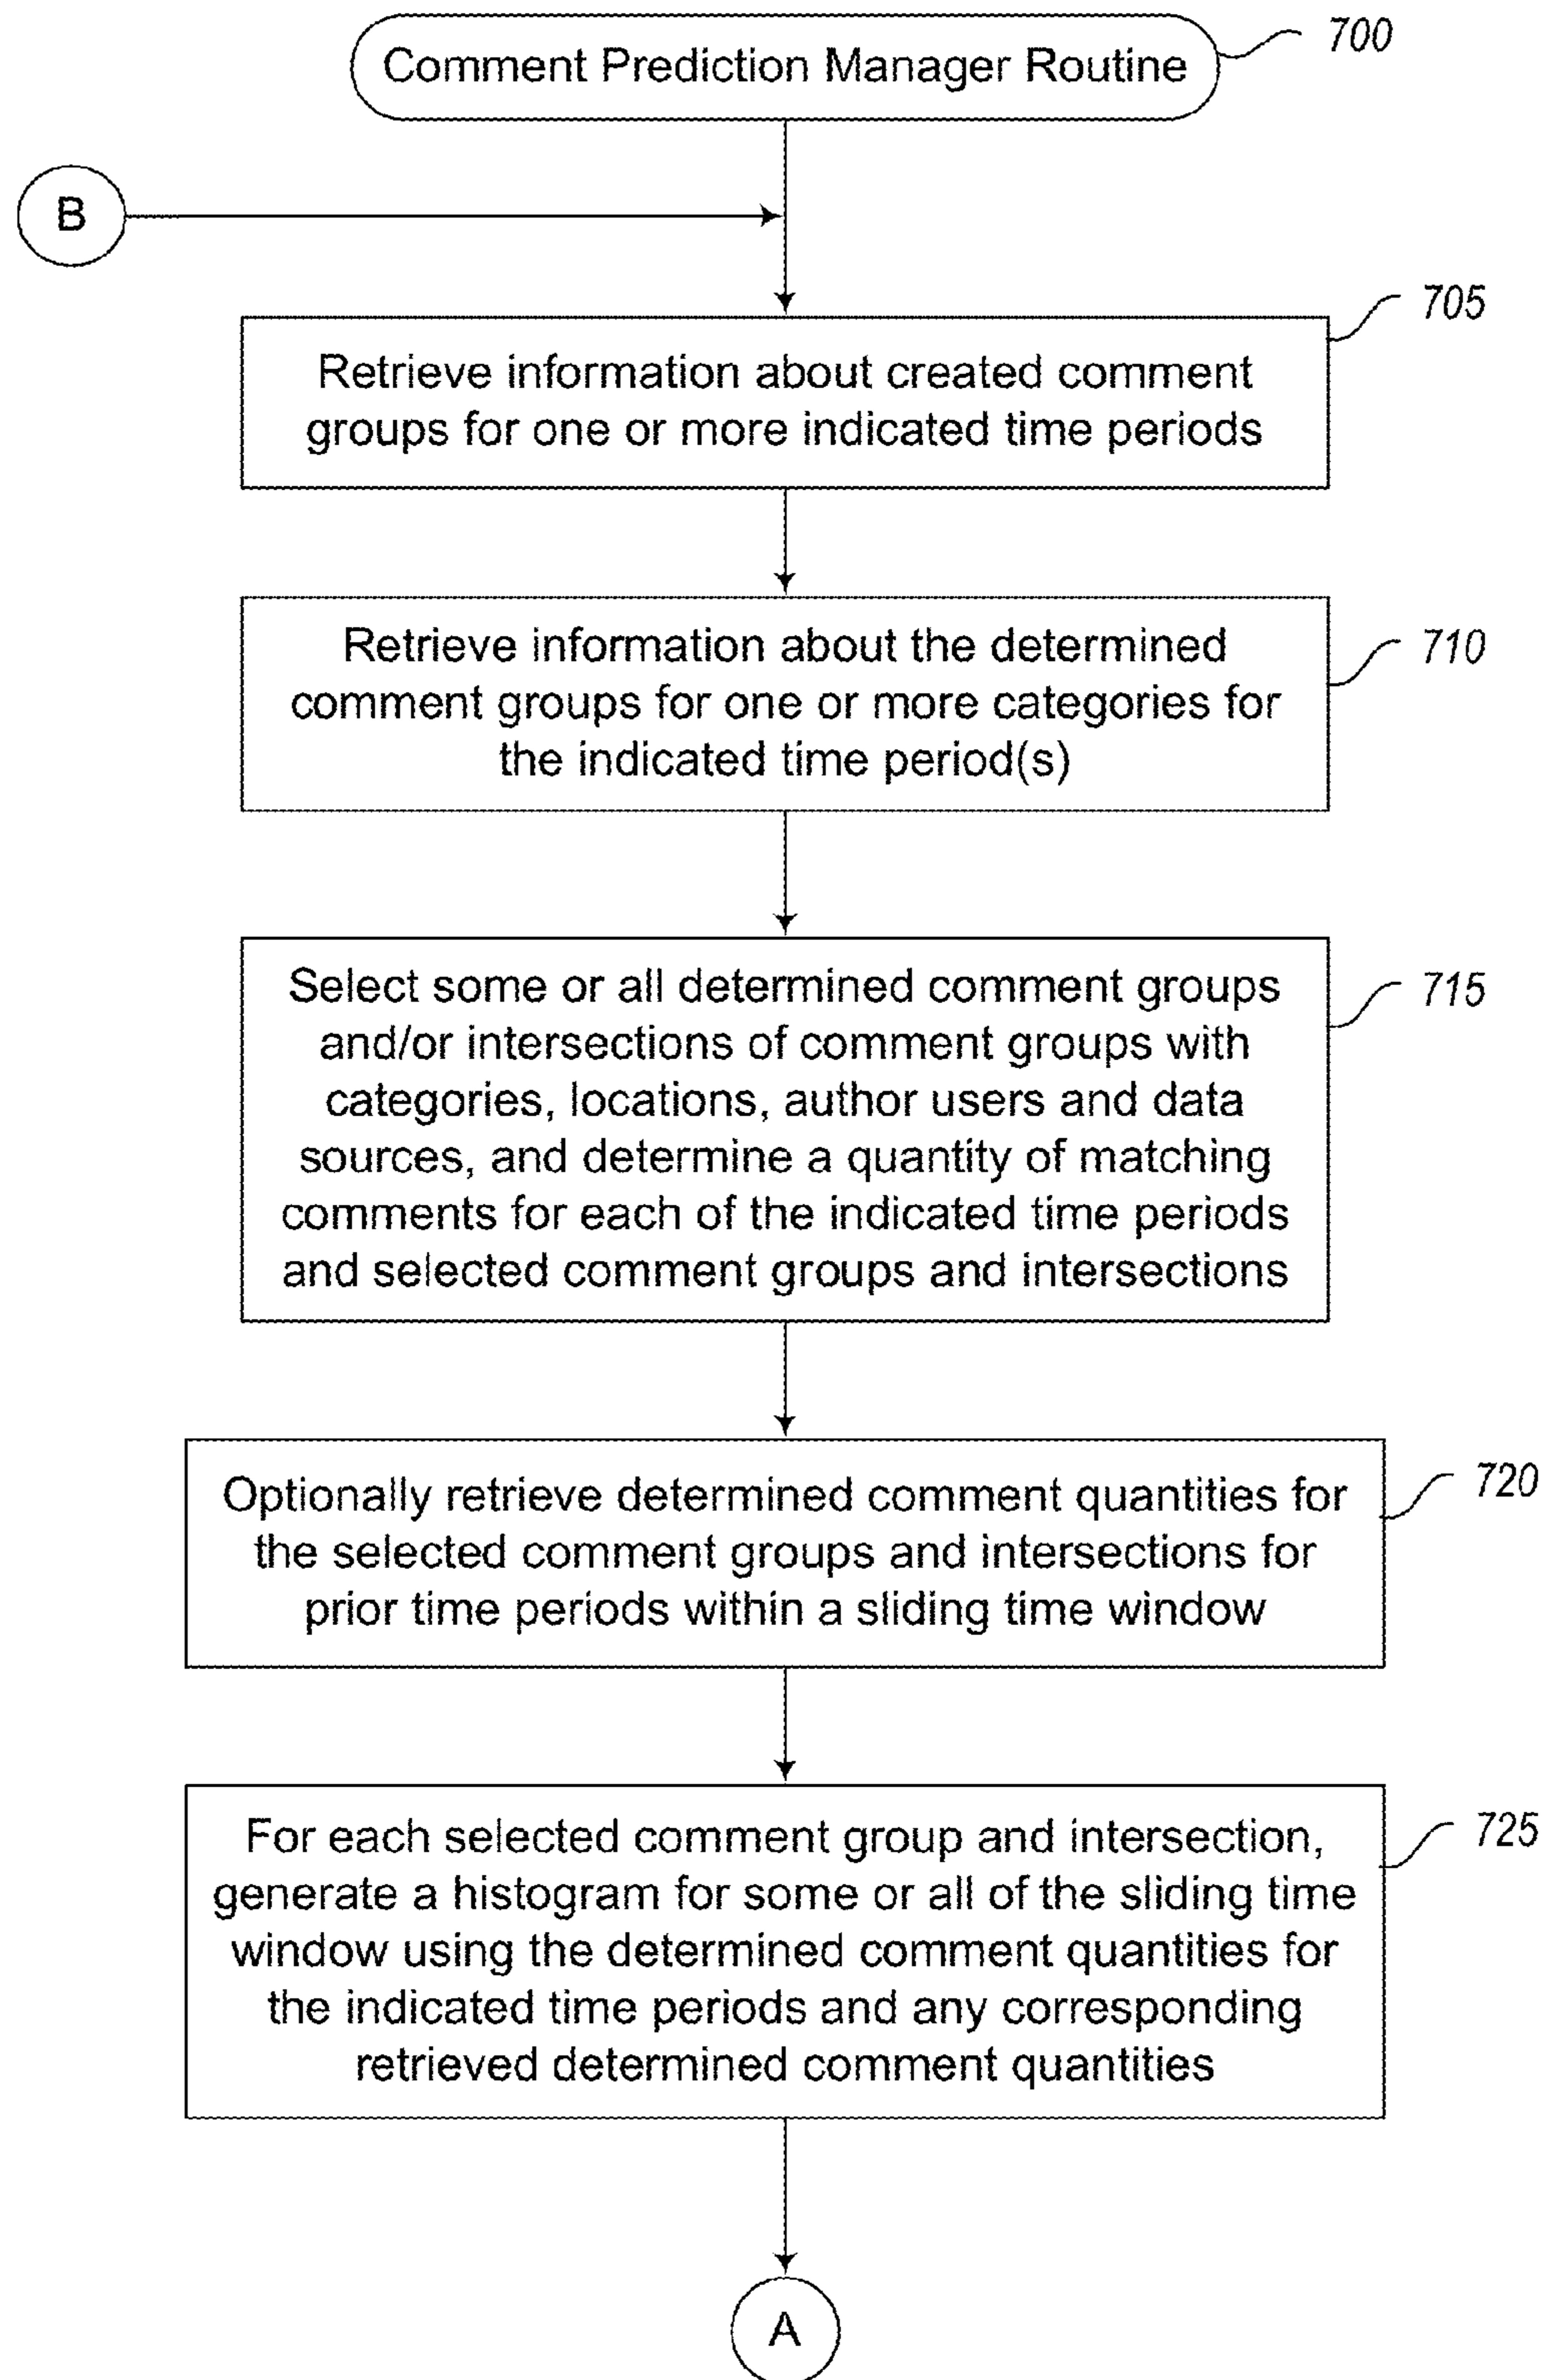 Comment Prediction Manager Routine
700
B
705
Retrieve information about created comment
groups for one or more indicated time periods
710
Retrieve information about the determined
comment groups for one or more categories for
the indicated time period(s)
715
Select some or all determined comment groups
and/or intersections of comment groups with
categories, locations, author users and data
sources, and determine a quantity of matching
comments for each of the indicated time periods
and selected comment groups and intersections
720
Optionally retrieve determined comment quantities for
the selected comment groups and intersections for
prior time periods within a sliding time window
725
For each selected comment group and intersection,
generate a histogram for some or all of the sliding time
window using the determined comment quantities for
the indicated time periods and any corresponding
retrieved determined comment quantities
A